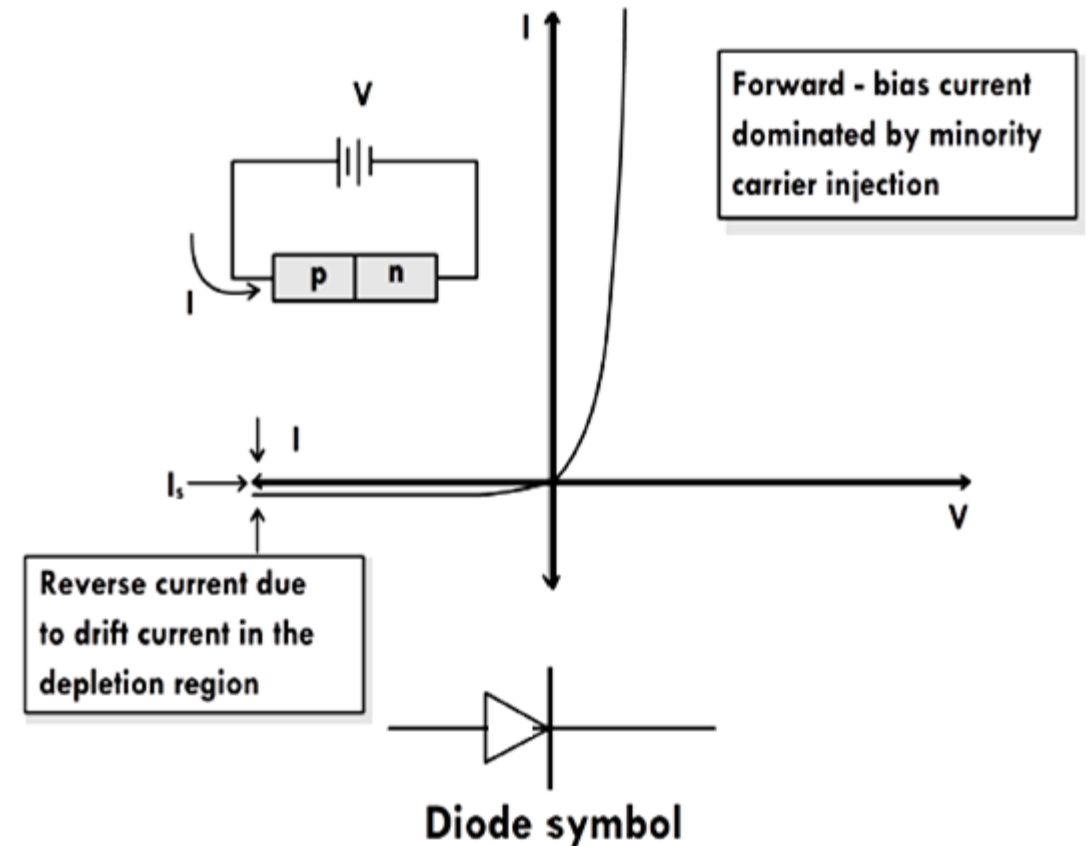 I
V
Forward - bias current
dominated by minority
carrier injection
p n
I
I
Is
V
Reverse current due
to drift current in the
depletion region
Diode symbol